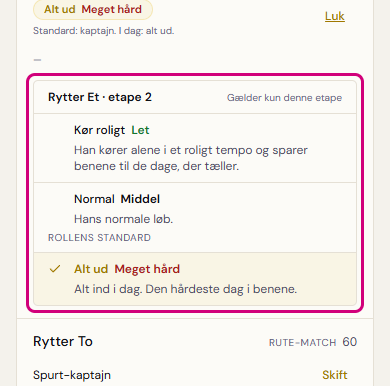 Alt ud Meget hård
Luk
Standard: kaptajn. I dag: alt ud.
–
Rytter Et · etape 2
Gælder kun denne etape
Kør roligt Let
Han kører alene i et roligt tempo og sparer
benene til de dage, der tæller.
Normal Middel
Hans normale løb.
ROLLENS STANDARD
Alt ud Meget hård
Alt ind i dag. Den hårdeste dag i benene.
Rytter To
RUTE-MATCH 60
Spurt-kaptajn
Skift